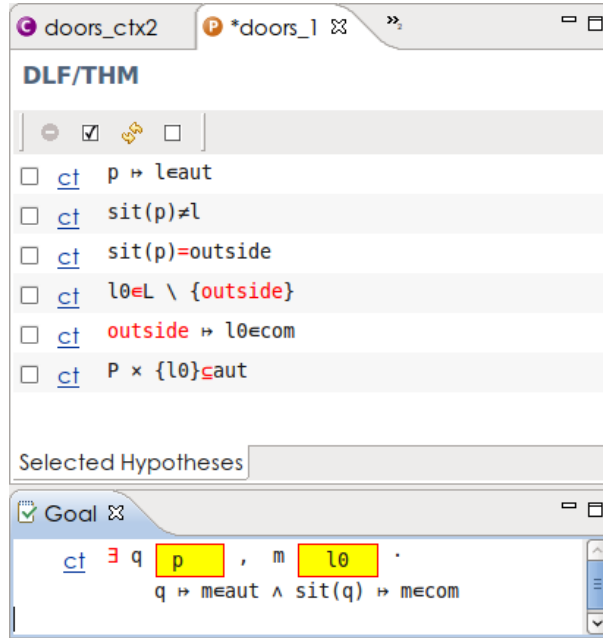 C doors_ctx2 P *doors_1 »2
DLF/THM
ct p ↦ l∈aut
ct sit(p)≠l
ct sit(p)=outside
ct l0∈L \ {outside}
ct outside ↦ l0∈com
ct P × {l0}⊆aut
Selected Hypotheses
Goal
ct ∃ q p , m l0 ·
q ↦ m∈aut ∧ sit(q) ↦ m∈com